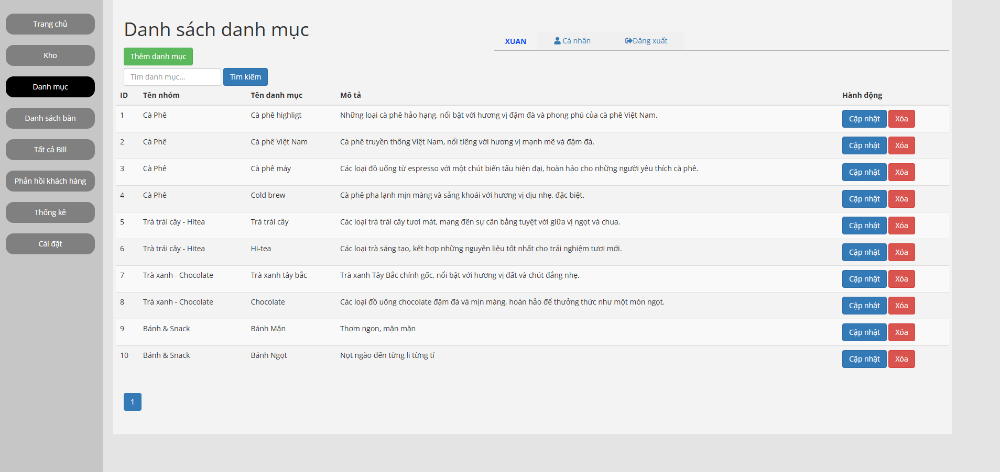 Trang chủ
Kho
Danh mục
Danh sách bàn
Tất cả Bill
Phản hồi khách hàng
Thống kê
Cài đặt
Danh sách danh mục
XUAN Cá nhân Đăng xuất
Thêm danh mục
Tìm danh mục... Tìm kiếm
ID Tên nhóm Tên danh mục Mô tả Hành động
1 Cà Phê Cà phê highligt Những loại cà phê hảo hạng, nổi bật với hương vị đậm đà và phong phú của cà phê Việt Nam. Cập nhật Xóa
2 Cà Phê Cà phê Việt Nam Cà phê truyền thống Việt Nam, nổi tiếng với hương vị mạnh mẽ và đậm đà. Cập nhật Xóa
3 Cà Phê Cà phê máy Các loại đồ uống từ espresso với một chút biến tấu hiện đại, hoàn hảo cho những người yêu thích cà phê. Cập nhật Xóa
4 Cà Phê Cold brew Cà phê pha lạnh mịn màng và sảng khoái với hương vị dịu nhẹ, đặc biệt. Cập nhật Xóa
5 Trà trái cây - Hitea Trà trái cây Các loại trà trái cây tươi mát, mang đến sự cân bằng tuyệt vời giữa vị ngọt và chua. Cập nhật Xóa
6 Trà trái cây - Hitea Hi-tea Các loại trà sáng tạo, kết hợp những nguyên liệu tốt nhất cho trải nghiệm tươi mới. Cập nhật Xóa
7 Trà xanh - Chocolate Trà xanh tây bắc Trà xanh Tây Bắc chính gốc, nổi bật với hương vị đất và chút đắng nhẹ. Cập nhật Xóa
8 Trà xanh - Chocolate Chocolate Các loại đồ uống chocolate đậm đà và mịn màng, hoàn hảo để thưởng thức như một món ngọt. Cập nhật Xóa
9 Bánh & Snack Bánh Mặn Thơm ngon, mặn mặn Cập nhật Xóa
10 Bánh & Snack Bánh Ngọt Nọt ngào đến từng li từng tí Cập nhật Xóa
1